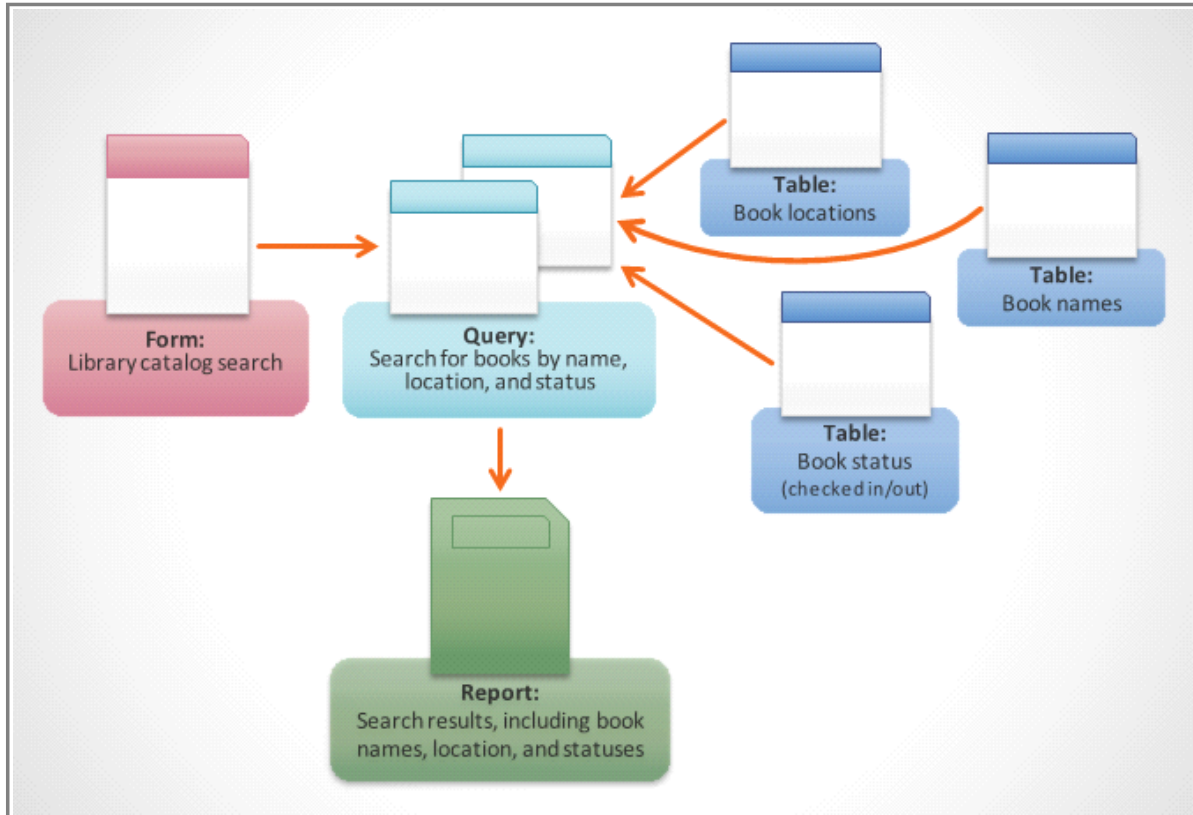 Table:
Book locations
Table:
Book names
Form:
Library catalog search
Query:
Search for books by name,
location, and status
Table:
Book status
(checked in/out)
Report:
Search results, including book
names, location, and statuses